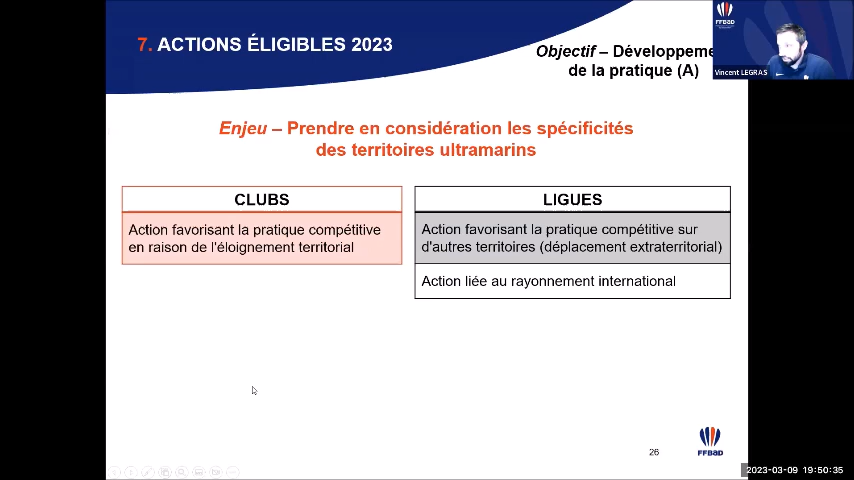 7. ACTIONS ÉLIGIBLES 2023
Objectif – Développeme
de la pratique (A)
FFBaD
Vincent LEGRAS
Enjeu – Prendre en considération les spécificités
des territoires ultramarins
CLUBS
Action favorisant la pratique compétitive
en raison de l'éloignement territorial
LIGUES
Action favorisant la pratique compétitive sur
d'autres territoires (déplacement extraterritorial)
Action liée au rayonnement international
26
FFBaD
2023-03-09 19:50:35